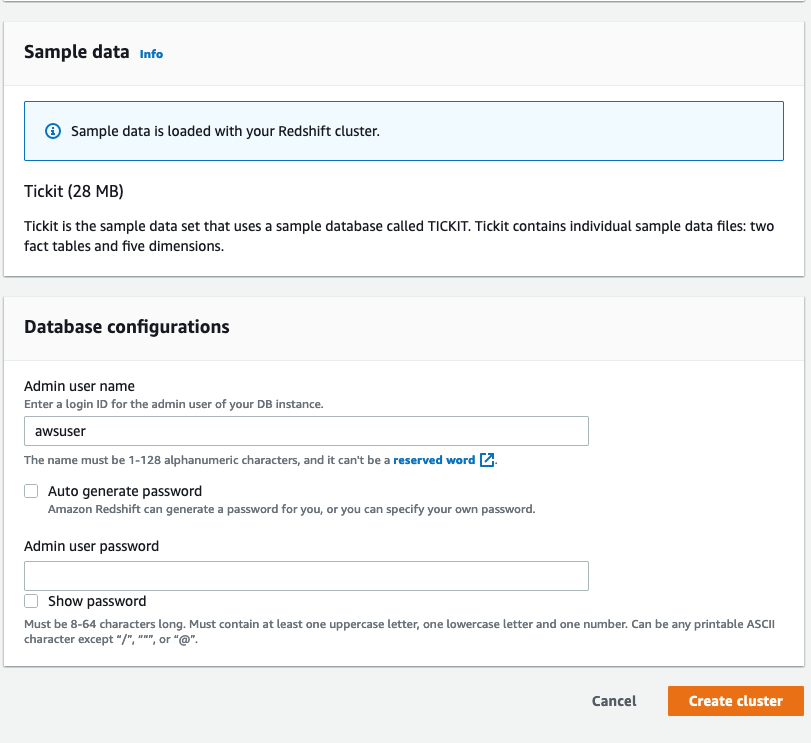 Sample data Info
Sample data is loaded with your Redshift cluster.
Tickit (28 MB)
Tickit is the sample data set that uses a sample database called TICKIT. Tickit contains individual sample data files: two
fact tables and five dimensions.
Database configurations
Admin user name
Enter a login ID for the admin user of your DB instance.
awsuser
The name must be 1-128 alphanumeric characters, and it can't be a reserved word.
Auto generate password
Amazon Redshift can generate a password for you, or you can specify your own password.
Admin user password
Show password
Must be 8-64 characters long. Must contain at least one uppercase letter, one lowercase letter and one number. Can be any printable ASCII
character except “/”, “"”, or “@”.
Cancel Create cluster